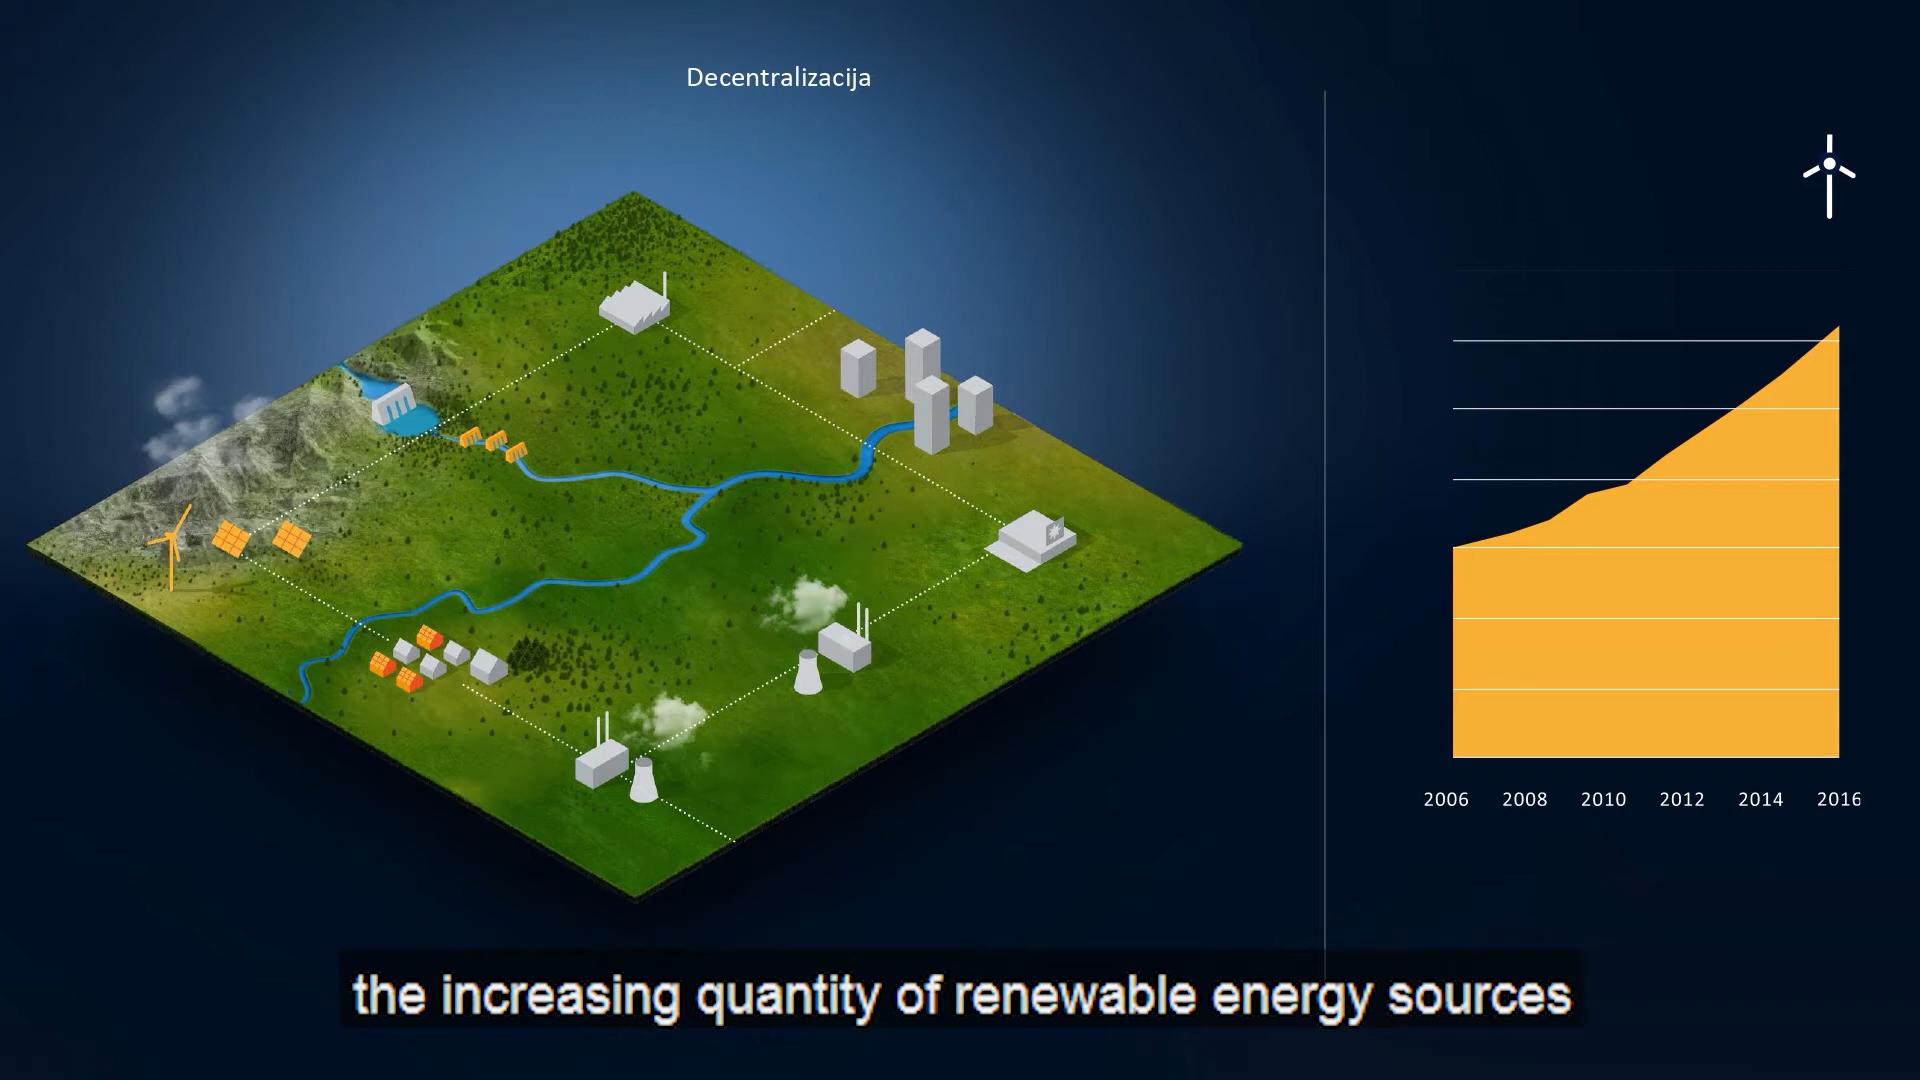 Decentralizacija
2006 2008 2010 2012 2014 2016
the increasing quantity of renewable energy sources